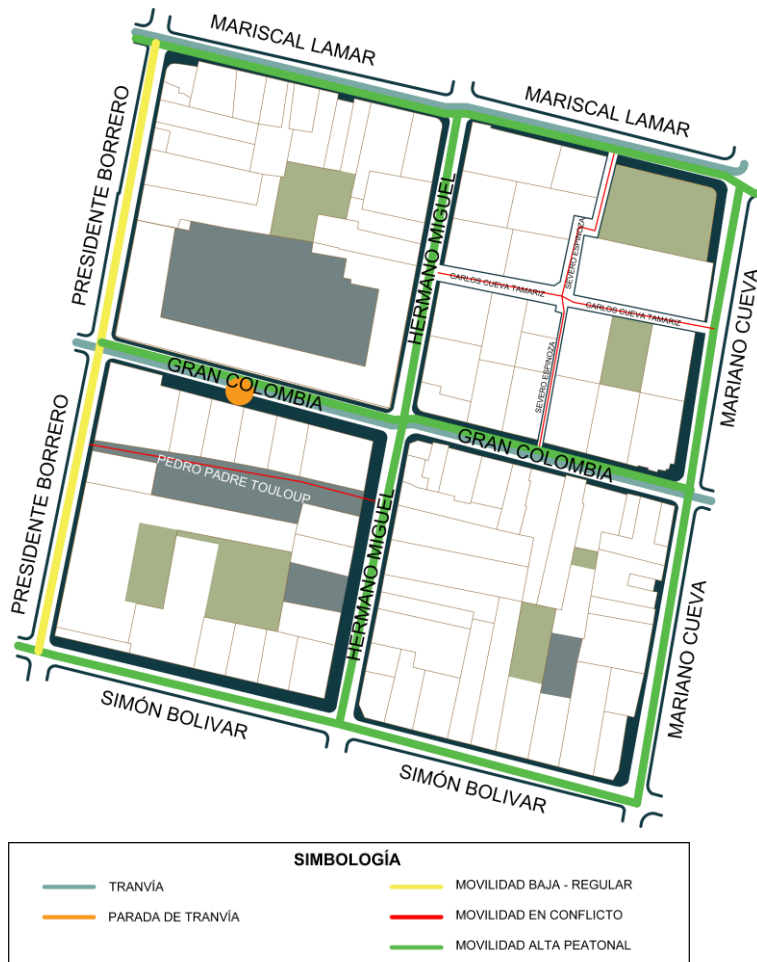 MARISCAL LAMAR
MARISCAL LAMAR
PRESIDENTE BORRERO
HERMANO MIGUEL
SEVERO ESPINOZA
CARLOS CUEVA TAMARIZ
CARLOS CUEVA TAMARIZ
MARIANO CUEVA
SEVERO ESPINOZA
GRAN COLOMBIA
GRAN COLOMBIA
PRESIDENTE BORRERO
PEDRO PADRE TOULOUP
HERMANO MIGUEL
MARIANO CUEVA
SIMÓN BOLIVAR
SIMÓN BOLIVAR
SIMBOLOGÍA
TRANVÍA
MOVILIDAD BAJA - REGULAR
PARADA DE TRANVÍA
MOVILIDAD EN CONFLICTO
MOVILIDAD ALTA PEATONAL